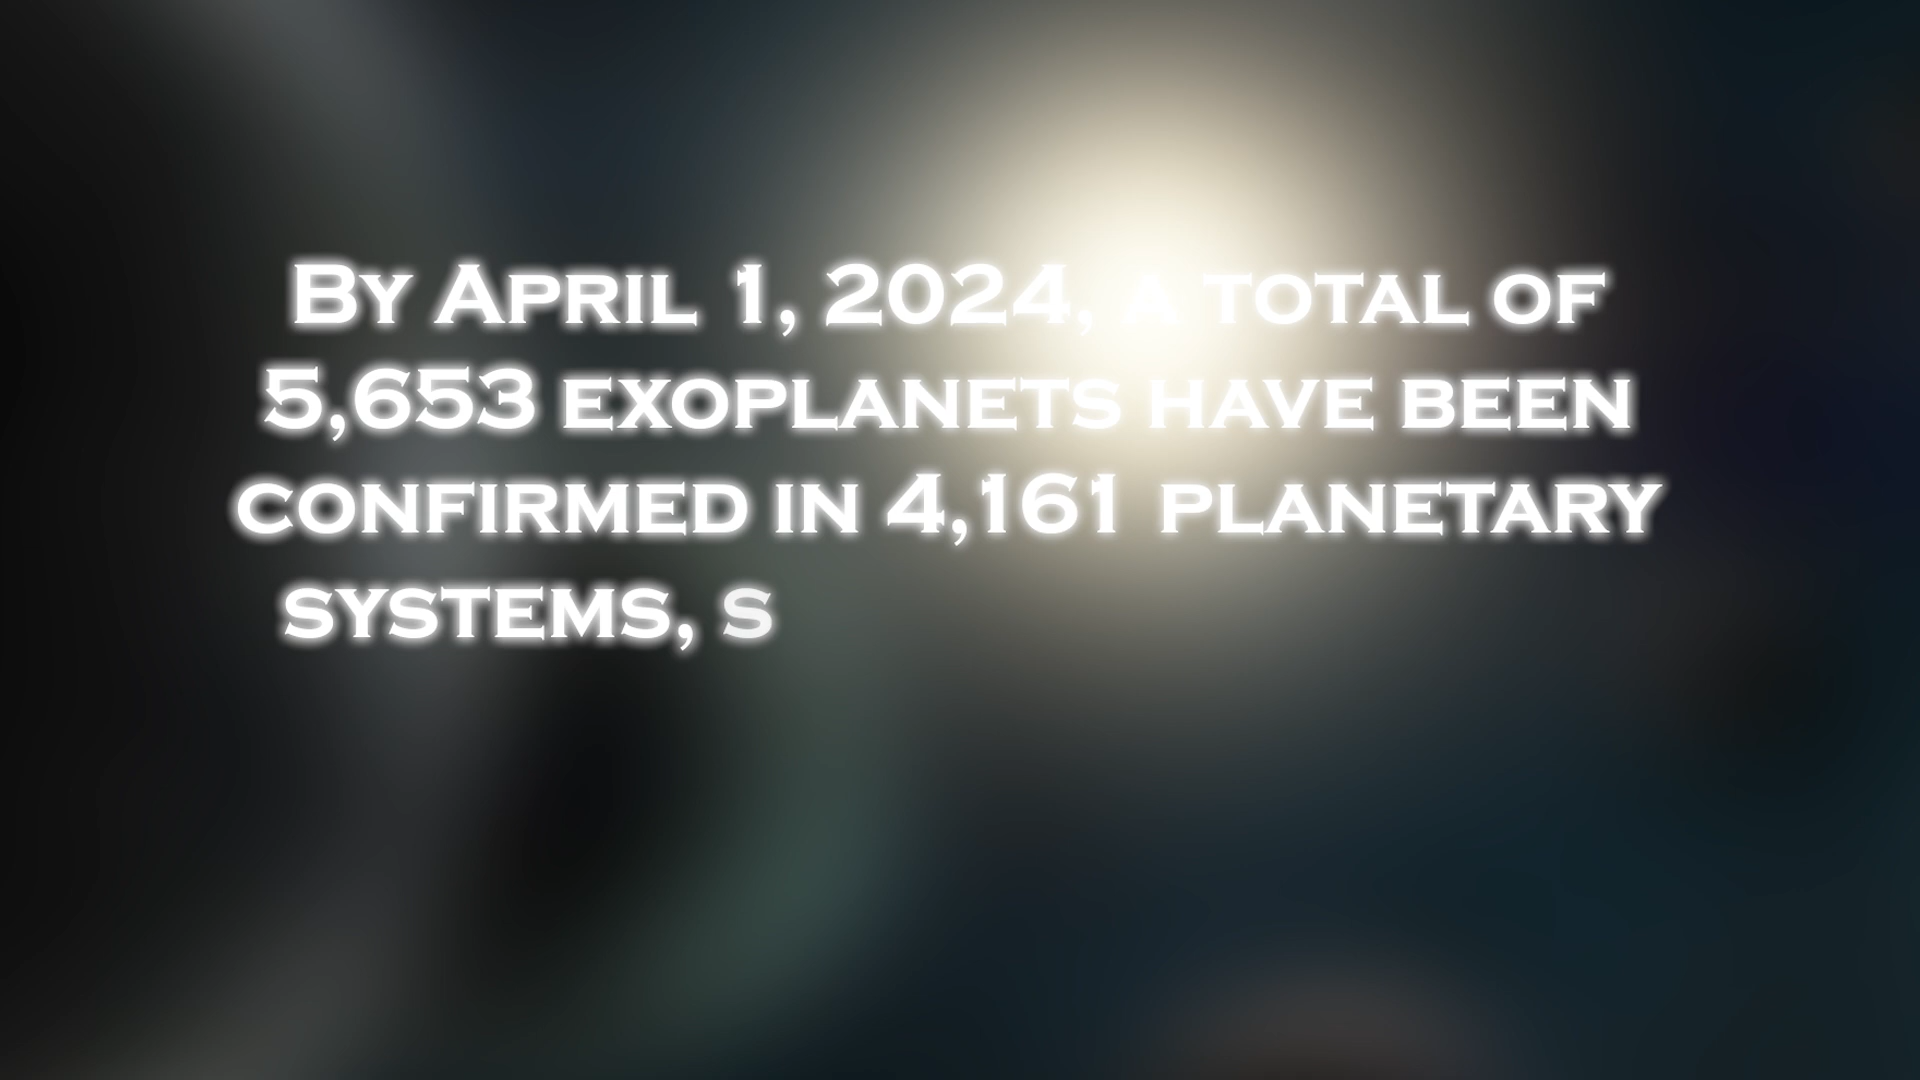 By April 1, 2024, a total of
5,653 exoplanets have been
confirmed in 4,161 planetary
systems, s